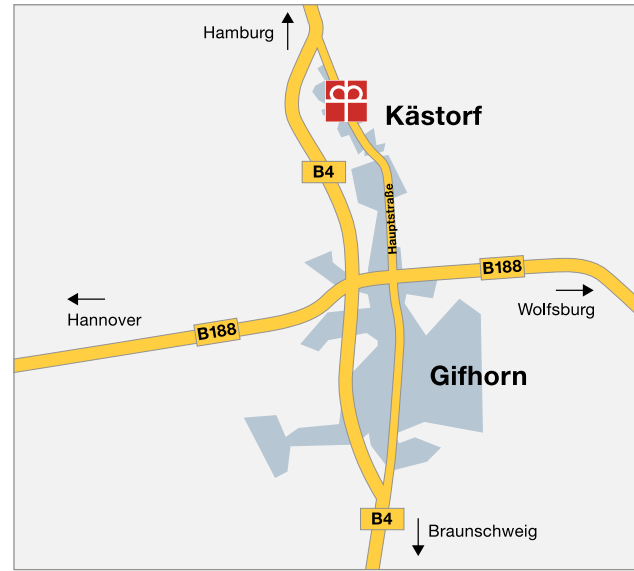 Hamburg
Kästorf
B4
Hauptstraße
B188
Hannover
Wolfsburg
B188
Gifhorn
B4
Braunschweig